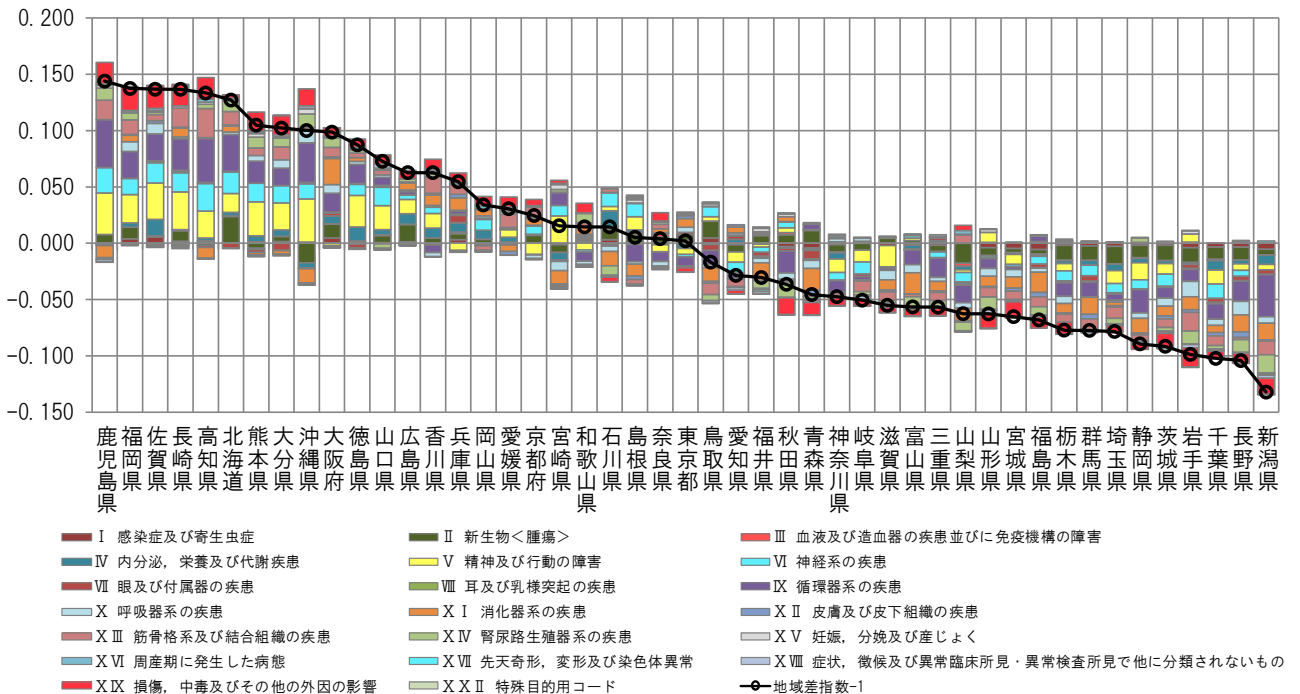 0.200
0.150
0.100
0.050
0.000
-0.050
-0.100
-0.150
鹿児島県 福岡県 佐賀県 長崎県 高知県 北海道 熊本県 大分県 沖縄県 大阪府 徳島県 山口県 広島県 香川県 兵庫県 岡山県 愛媛県 京都府 宮崎県 和歌山県 石川県 島根県 奈良県 東京都 鳥取県 愛知県 福井県 秋田県 青森県 神奈川県 岐阜県 滋賀県 富山県 三重県 山梨県 山形県 宮城県 福島県 栃木県 群馬県 埼玉県 静岡県 茨城県 岩手県 千葉県 長野県 新潟県
Ⅰ 感染症及び寄生虫症 Ⅱ 新生物<腫瘍> Ⅲ 血液及び造血器の疾患並びに免疫機構の障害
Ⅳ 内分泌,栄養及び代謝疾患 Ⅴ 精神及び行動の障害 Ⅵ 神経系の疾患
Ⅶ 眼及び付属器の疾患 Ⅷ 耳及び乳様突起の疾患 Ⅸ 循環器系の疾患
Ⅹ 呼吸器系の疾患 ⅩⅠ 消化器系の疾患 ⅩⅡ 皮膚及び皮下組織の疾患
ⅩⅢ 筋骨格系及び結合組織の疾患 ⅩⅣ 腎尿路生殖器系の疾患 ⅩⅤ 妊娠,分娩及び産じょく
ⅩⅥ 周産期に発生した病態 ⅩⅦ 先天奇形,変形及び染色体異常 ⅩⅧ 症状,徴候及び異常臨床所見・異常検査所見で他に分類されないもの
ⅩⅨ 損傷,中毒及びその他の外因の影響 ⅩⅩⅡ 特殊目的用コード 地域差指数-1